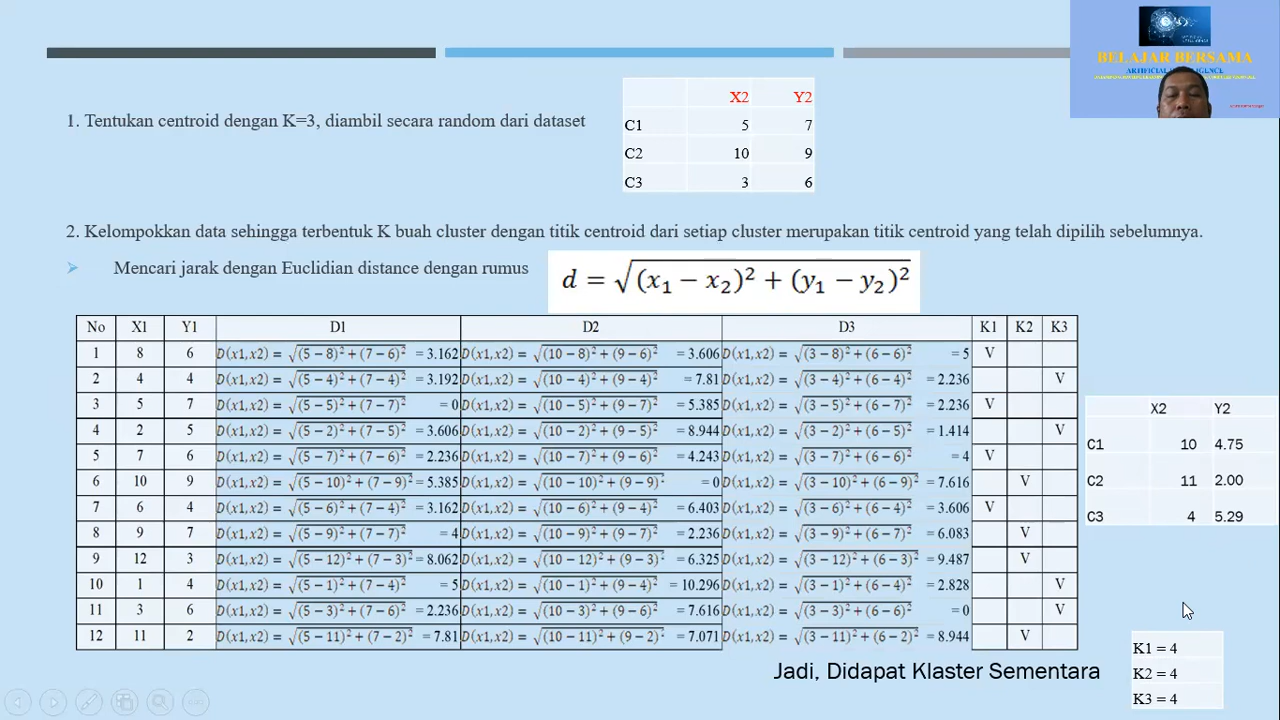 BELAJAR BERSAMA
X2 Y2
1. Tentukan centroid dengan K=3, diambil secara random dari dataset
C1 5 7
C2 10 9
C3 3 6
2. Kelompokkan data sehingga terbentuk K buah cluster dengan titik centroid dari setiap cluster merupakan titik centroid yang telah dipilih sebelumnya.
Mencari jarak dengan Euclidian distance dengan rumus d = √(x₁ − x₂)² + (y₁ − y₂)²
No X1 Y1 D1 D2 D3 K1 K2 K3
1 8 6 D(x1,x2) = √(5−8)² + (7−6)² = 3.162 D(x1,x2) = √(10−8)² + (9−6)² = 3.606 D(x1,x2) = √(3−8)² + (6−6)² = 5 V
2 4 4 D(x1,x2) = √(5−4)² + (7−4)² = 3.192 D(x1,x2) = √(10−4)² + (9−4)² = 7.81 D(x1,x2) = √(3−4)² + (6−4)² = 2.236 V
3 5 7 D(x1,x2) = √(5−5)² + (7−7)² = 0 D(x1,x2) = √(10−5)² + (9−7)² = 5.385 D(x1,x2) = √(3−5)² + (6−7)² = 2.236 V
4 2 5 D(x1,x2) = √(5−2)² + (7−5)² = 3.606 D(x1,x2) = √(10−2)² + (9−5)² = 8.944 D(x1,x2) = √(3−2)² + (6−5)² = 1.414 V
5 7 6 D(x1,x2) = √(5−7)² + (7−6)² = 2.236 D(x1,x2) = √(10−7)² + (9−6)² = 4.243 D(x1,x2) = √(3−7)² + (6−6)² = 4 V
6 10 9 D(x1,x2) = √(5−10)² + (7−9)² = 5.385 D(x1,x2) = √(10−10)² + (9−9)² = 0 D(x1,x2) = √(3−10)² + (6−9)² = 7.616 V
7 6 4 D(x1,x2) = √(5−6)² + (7−4)² = 3.162 D(x1,x2) = √(10−6)² + (9−4)² = 6.403 D(x1,x2) = √(3−6)² + (6−4)² = 3.606 V
8 9 7 D(x1,x2) = √(5−9)² + (7−7)² = 4 D(x1,x2) = √(10−9)² + (9−7)² = 2.236 D(x1,x2) = √(3−9)² + (6−7)² = 6.083 V
9 12 3 D(x1,x2) = √(5−12)² + (7−3)² = 8.062 D(x1,x2) = √(10−12)² + (9−3)² = 6.325 D(x1,x2) = √(3−12)² + (6−3)² = 9.487 V
10 1 4 D(x1,x2) = √(5−1)² + (7−4)² = 5 D(x1,x2) = √(10−1)² + (9−4)² = 10.296 D(x1,x2) = √(3−1)² + (6−4)² = 2.828 V
11 3 6 D(x1,x2) = √(5−3)² + (7−6)² = 2.236 D(x1,x2) = √(10−3)² + (9−6)² = 7.616 D(x1,x2) = √(3−3)² + (6−6)² = 0 V
12 11 2 D(x1,x2) = √(5−11)² + (7−2)² = 7.81 D(x1,x2) = √(10−11)² + (9−2)² = 7.071 D(x1,x2) = √(3−11)² + (6−2)² = 8.944 V
X2 Y2
C1 10 4.75
C2 11 2.00
C3 4 5.29
Jadi, Didapat Klaster Sementara
K1 = 4
K2 = 4
K3 = 4